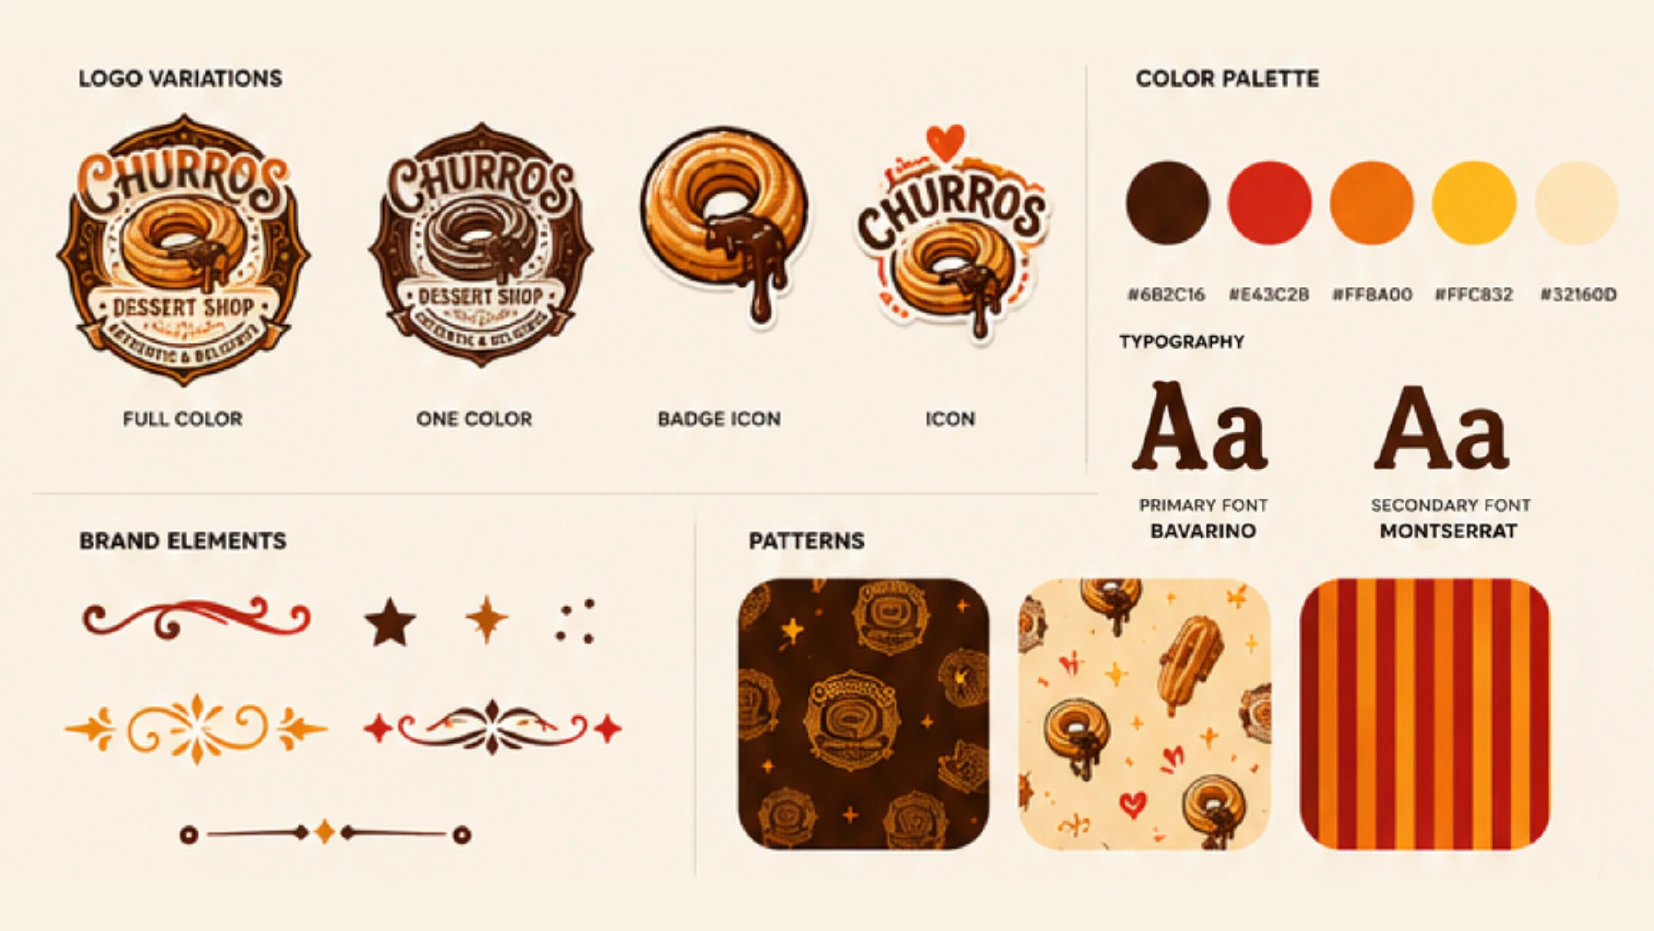 LOGO VARIATIONS
CHURROS
DESSERT SHOP
& DELICIOUS
FULL COLOR
CHURROS
DESSERT SHOP
&
ONE COLOR
BADGE ICON
CHURROS
ICON
COLOR PALETTE
#6B2C16 #E43C2B #FF8A00 #FFC832 #32160D
TYPOGRAPHY
Aa
PRIMARY FONT
BAVARINO
Aa
SECONDARY FONT
MONTSERRAT
BRAND ELEMENTS
PATTERNS